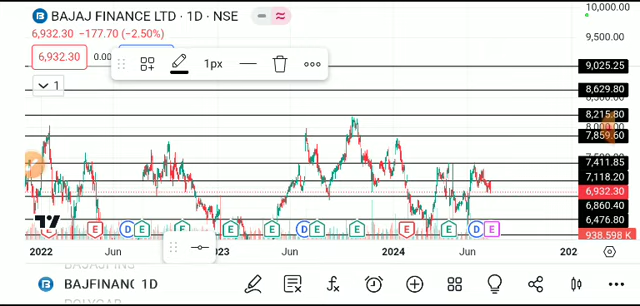 BAJAJ FINANCE LTD · 1D · NSE
6,932.30 −177.70 (−2.50%)
6,932.30 0.00
1px
1
10,000.00
9,500.00
9,025.25
8,629.80
8,215.80
8,000.00
7,859.60
7,411.85
7,118.20
6,932.30
6,860.40
6,476.80
938.598 K
E E D E E E E D E E E E D E
2022 Jun 2023 Jun 2024 Jun 202
BAJFINANC 1D